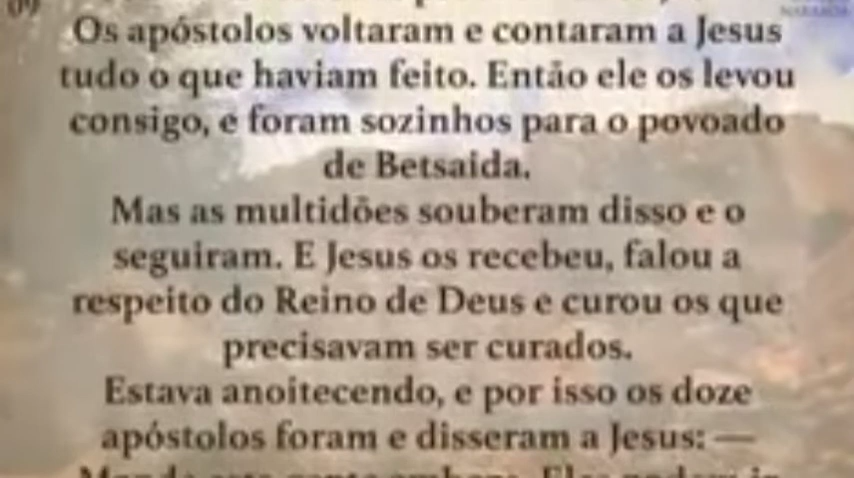 Os apóstolos voltaram e contaram a Jesus
tudo o que haviam feito. Então ele os levou
consigo, e foram sozinhos para o povoado
de Betsaida.
Mas as multidões souberam disso e o
seguiram. E Jesus os recebeu, falou a
respeito do Reino de Deus e curou os que
precisavam ser curados.
Estava anoitecendo, e por isso os doze
apóstolos foram e disseram a Jesus: —